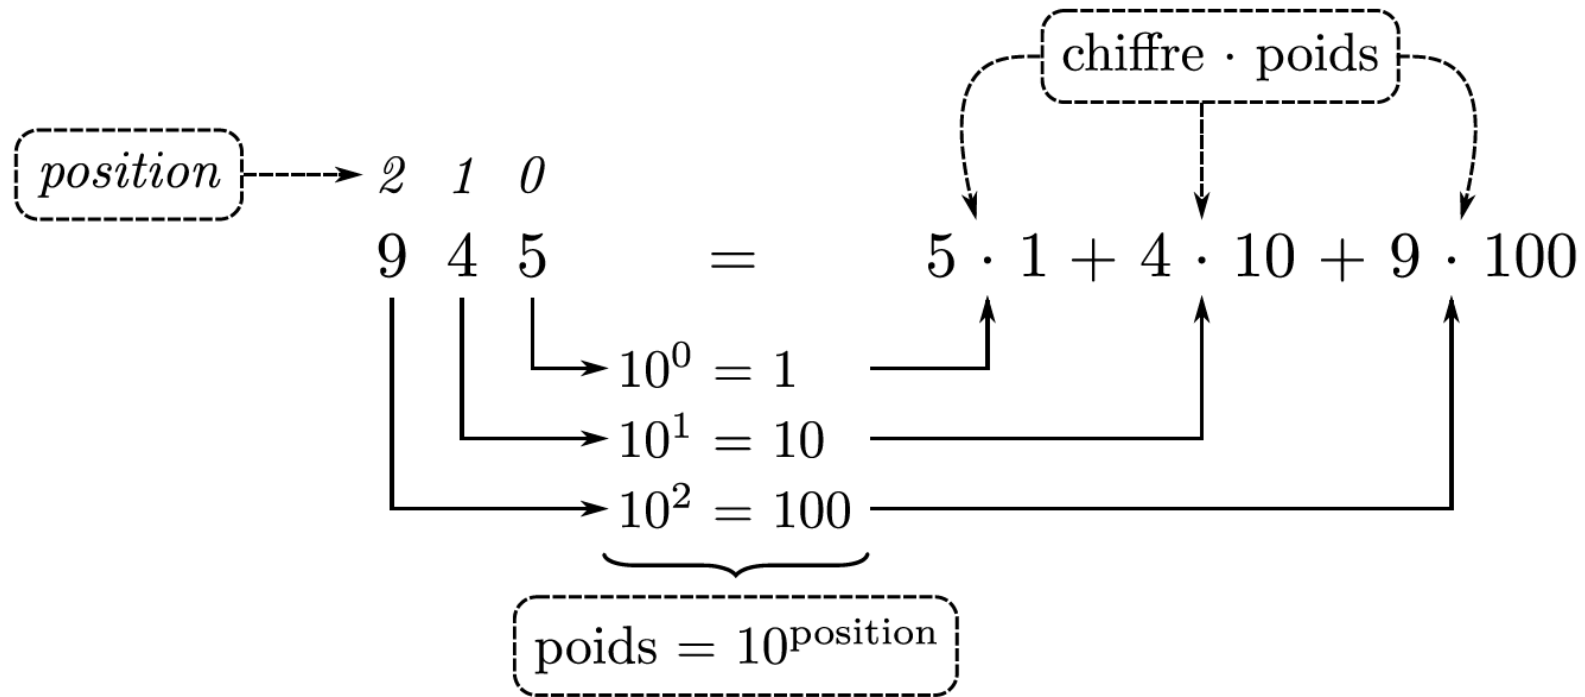 chiffre · poids
position 2 1 0
9 4 5 = 5 · 1 + 4 · 10 + 9 · 100
10⁰ = 1
10¹ = 10
10² = 100
poids = 10^position